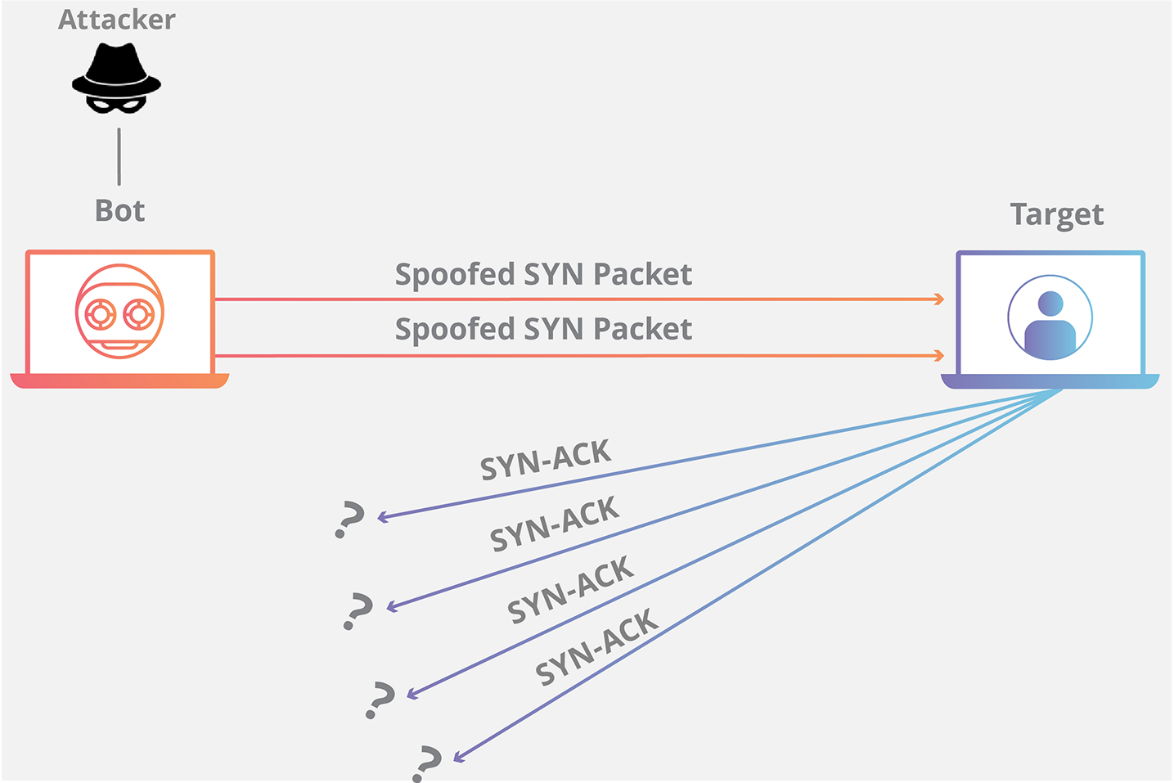 Attacker
Bot
Target
Spoofed SYN Packet
Spoofed SYN Packet
SYN-ACK
?
SYN-ACK
?
SYN-ACK
?
SYN-ACK
?